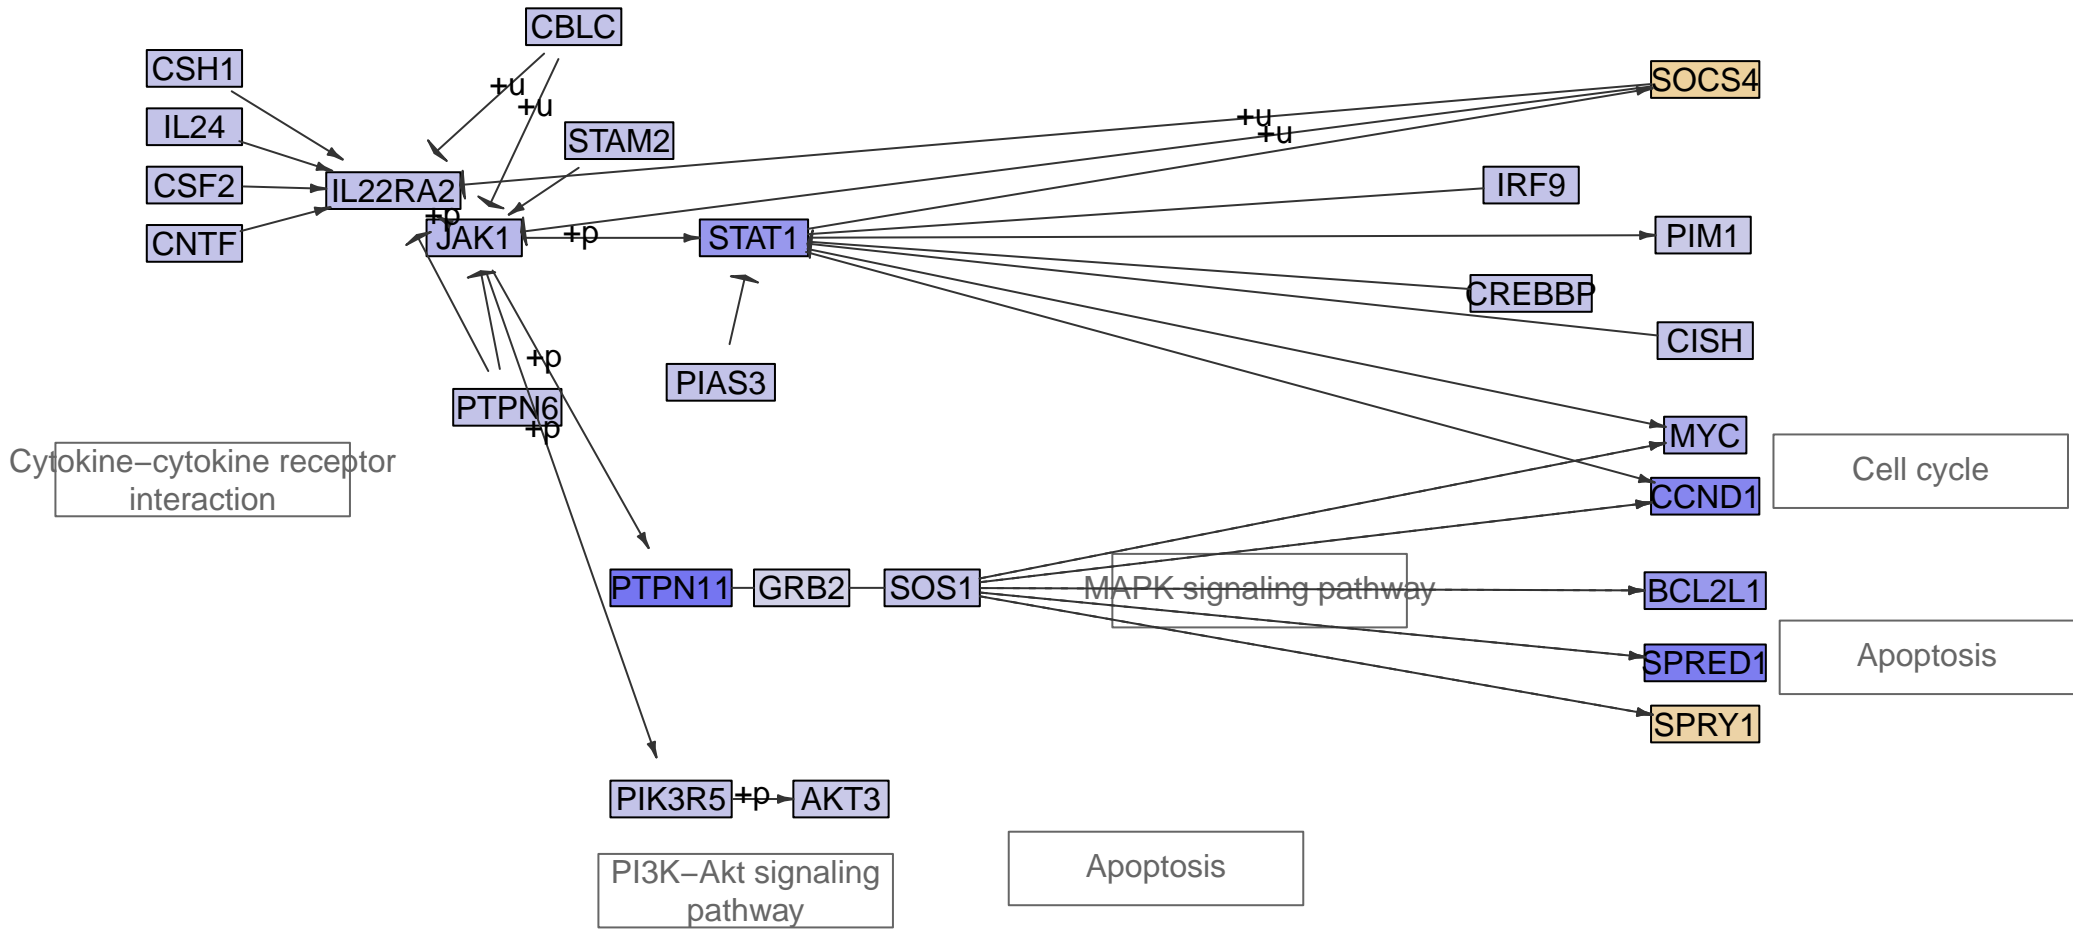 CBLC
CSH1
SOCS4
+u
+u
+u
IL24
+u
STAM2
CSF2
IL22RA2
IRF9
+p
CNTF
JAK1
+p
STAT1
PIM1
CREBBP
CISH
+p
PIAS3
PTPN6
+p
MYC
Cytokine–cytokine receptor
interaction
Cell cycle
CCND1
PTPN11
GRB2
SOS1
MAPK signaling pathway
BCL2L1
SPRED1
Apoptosis
SPRY1
PIK3R5
+p
AKT3
PI3K–Akt signaling
pathway
Apoptosis